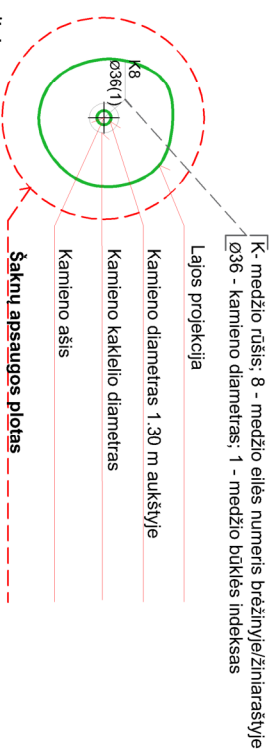 K- medžio rūšis; 8 - medžio eilės numeris brėžinyje/žiniaraštyje
Ø36 - kamieno diametras; 1 - medžio būklės indeksas
K8
Ø36(1)
Lajos projekcija
Kamieno diametras 1.30 m aukštyje
Kamieno kaklelio diametras
Kamieno ašis
Šaknų apsaugos plotas